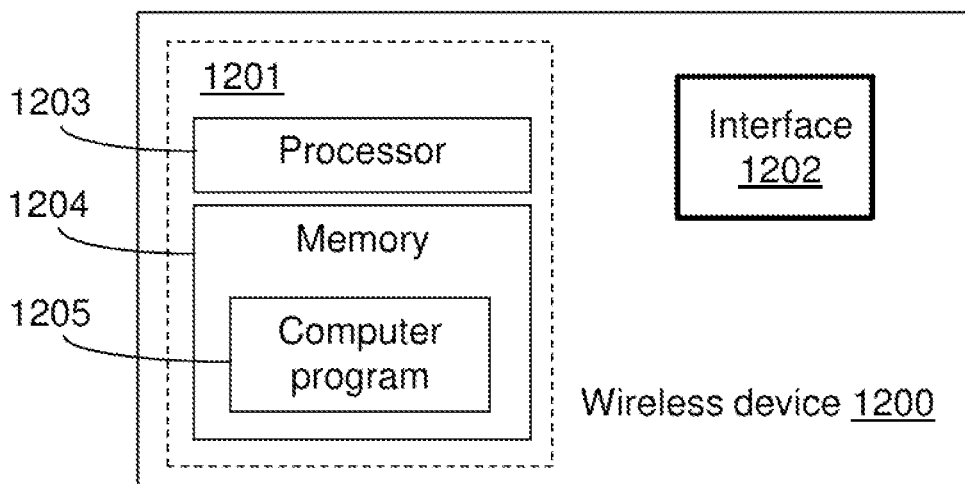 1201
1203
Processor
Interface
1202
1204
Memory
1205
Computer
program
Wireless device 1200